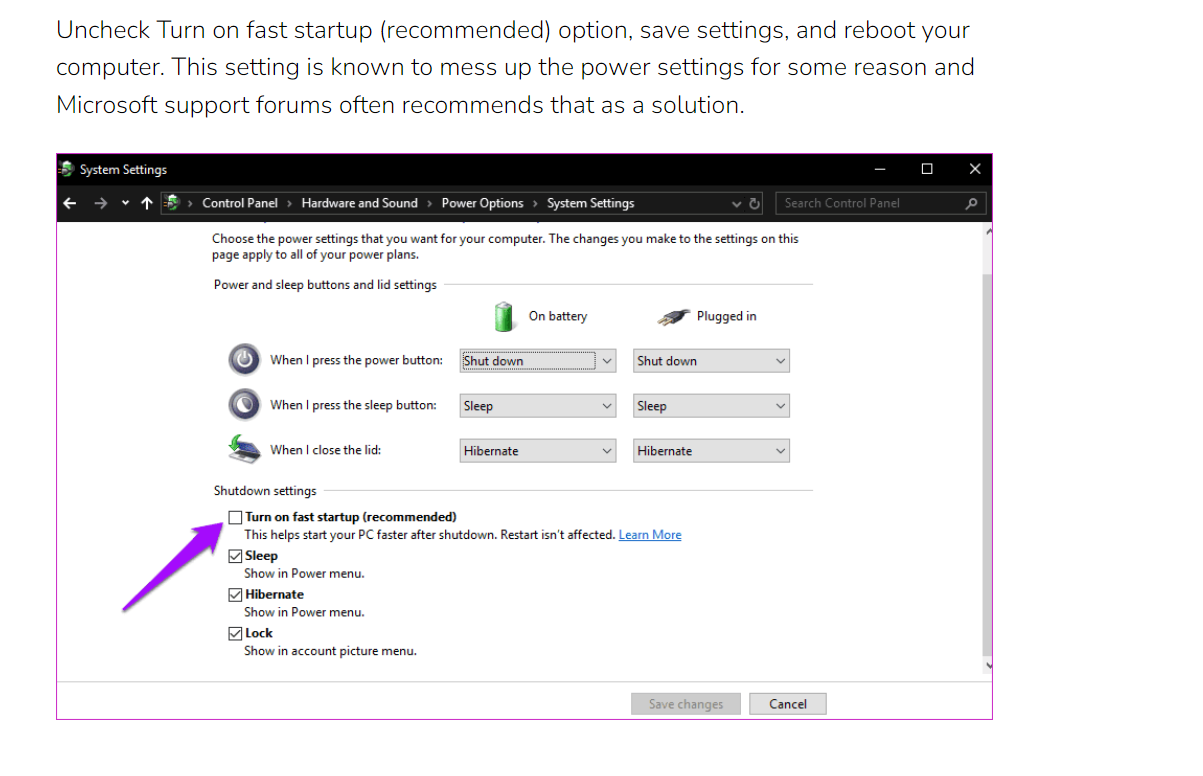 Uncheck Turn on fast startup (recommended) option, save settings, and reboot your
computer. This setting is known to mess up the power settings for some reason and
Microsoft support forums often recommends that as a solution.
System Settings
Control Panel > Hardware and Sound > Power Options > System Settings
Search Control Panel
Choose the power settings that you want for your computer. The changes you make to the settings on this
page apply to all of your power plans.
Power and sleep buttons and lid settings
On battery Plugged in
When I press the power button: Shut down Shut down
When I press the sleep button: Sleep Sleep
When I close the lid: Hibernate Hibernate
Shutdown settings
Turn on fast startup (recommended)
This helps start your PC faster after shutdown. Restart isn't affected. Learn More
Sleep
Show in Power menu.
Hibernate
Show in Power menu.
Lock
Show in account picture menu.
Save changes Cancel